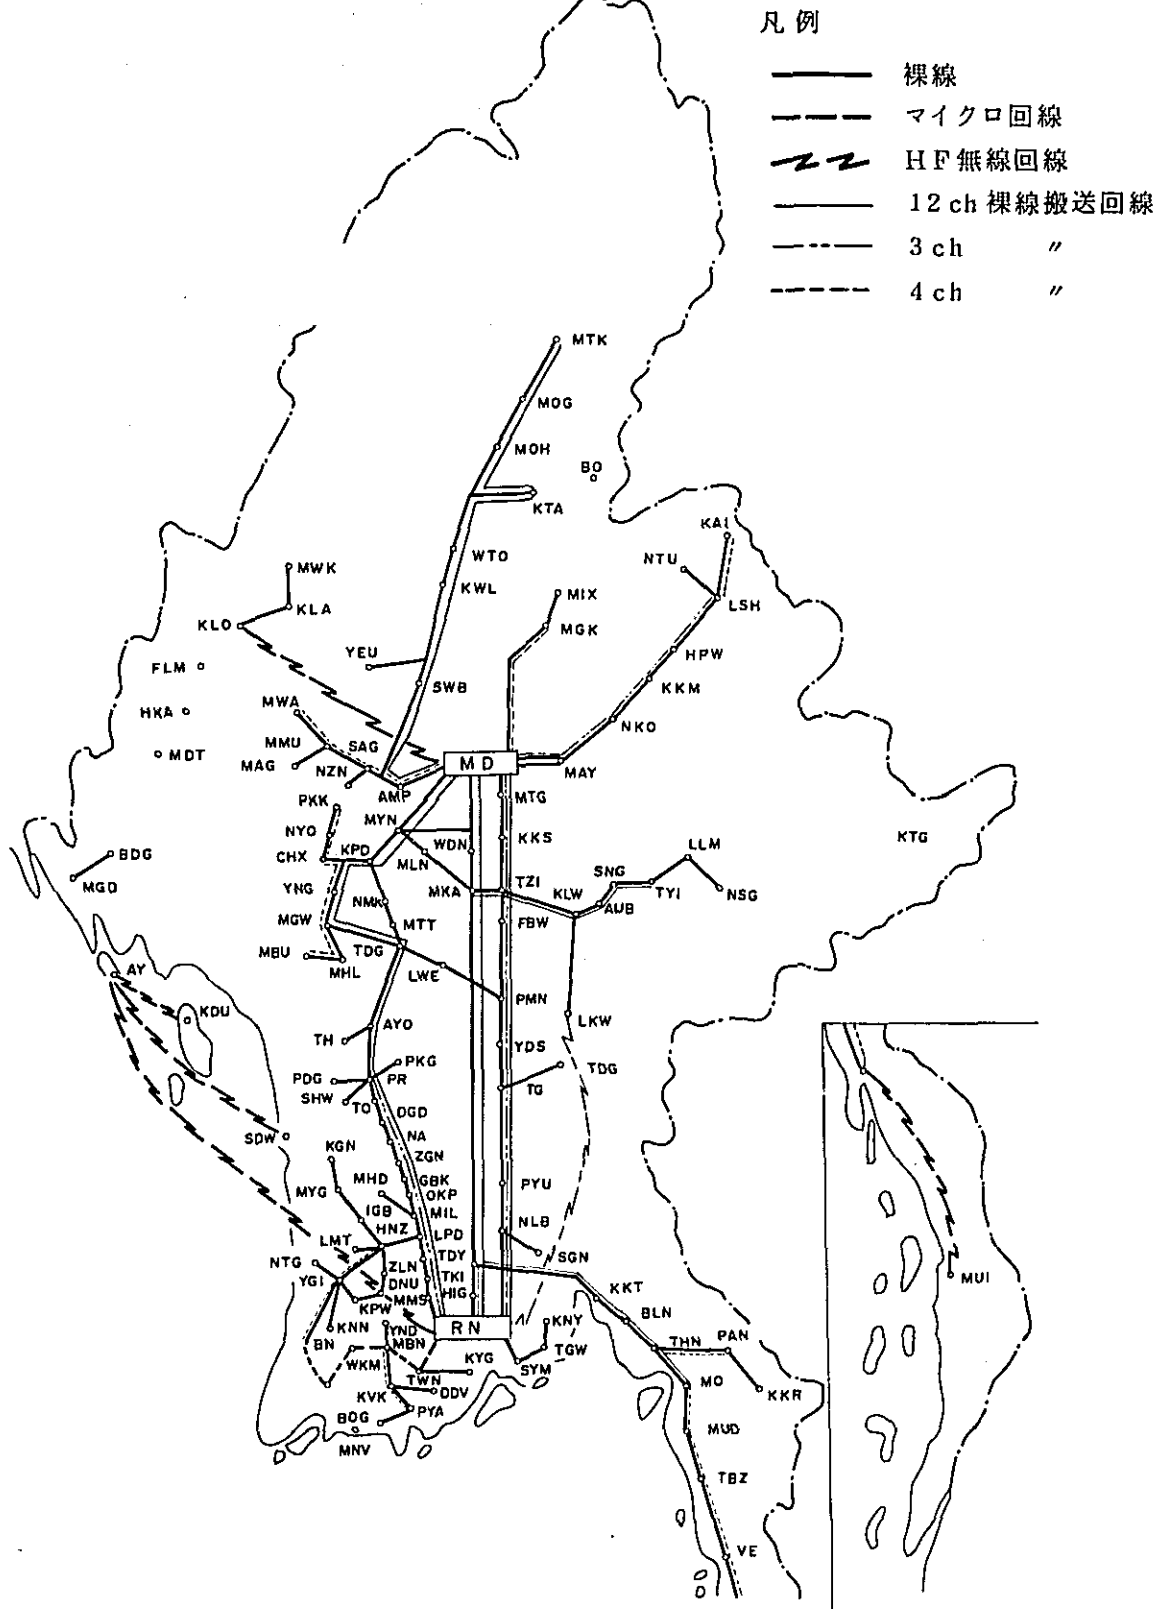 凡例
裸線
マイクロ回線
HF無線回線
12ch 裸線搬送回線
3ch 〃
4ch 〃
MTK
MOG
MOH
BO
KTA
KAI
WTO
NTU
MWK
KWL
MIX
LSH
KLA
KLO
MGK
YEU
HPW
FLM
SWB
KKM
MWA
HKA
NKO
MMU
SAG
MDT
MAG
NZN
MD
MAY
AMP
MTG
PKK
MYN
NYO
WDN
KKS
KTG
BDG
CHX
KPD
MLN
LLM
SNG
MGD
YNG
MKA
TZI
KLW
TYI
NSG
NMK
AUB
MGW
MTT
FBW
MBU
TDG
MHL
LWE
AY
PMN
KDU
LKW
AYO
TH
YDS
PKG
TDG
PDG
PR
SHW
TG
TO
DGD
SDW
NA
KGN
ZGN
MHD
GBK
PYU
MYG
OKP
IGB
MIL
NLB
HNZ
LPD
LMT
SGN
NTG
TDY
YGI
ZLN
DNU
TKI
MUI
KPW
MMS
HIG
KKT
BLN
KNN
YND
RN
KNY
THN
PAN
BN
MBN
WKM
TWN
KYG
SYM
TGW
MO
KKR
KVK
DDV
BOG
PYA
MNV
MUD
TBZ
VE